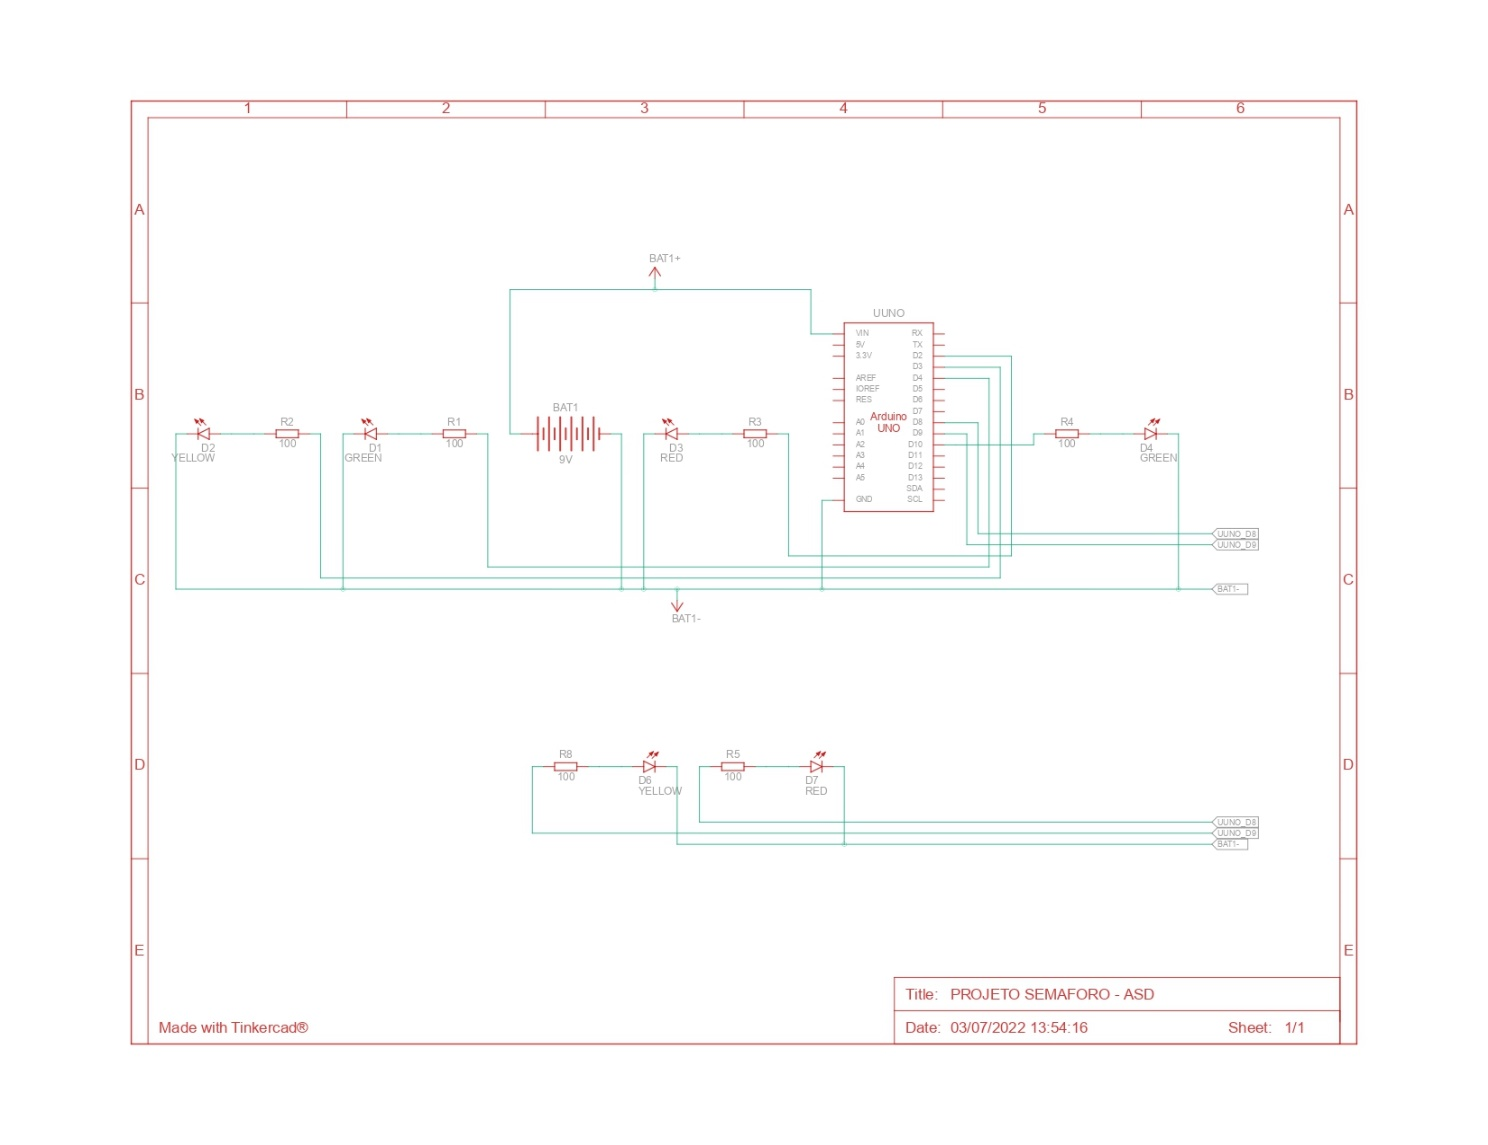 1 2 3 4 5 6
A A
BAT1+
UUNO
VIN RX
5V TX
3.3V D2
D3
AREF D4
IOREF D5
RES D6
D7
A0 D8
A1 D9
A2 D10
A3 D11
A4 D12
A5 D13
SDA
GND SCL
Arduino
UNO
B B
R2
100
D2
YELLOW
R1
100
D1
GREEN
BAT1
9V
R3
100
D3
RED
R4
100
D4
GREEN
UUNO_D8
UUNO_D9
C C
BAT1-
BAT1-
D D
R8
100
D6
YELLOW
R5
100
D7
RED
UUNO_D8
UUNO_D9
BAT1-
E E
Title: PROJETO SEMAFORO - ASD
Made with Tinkercad®
Date: 03/07/2022 13:54:16 Sheet: 1/1